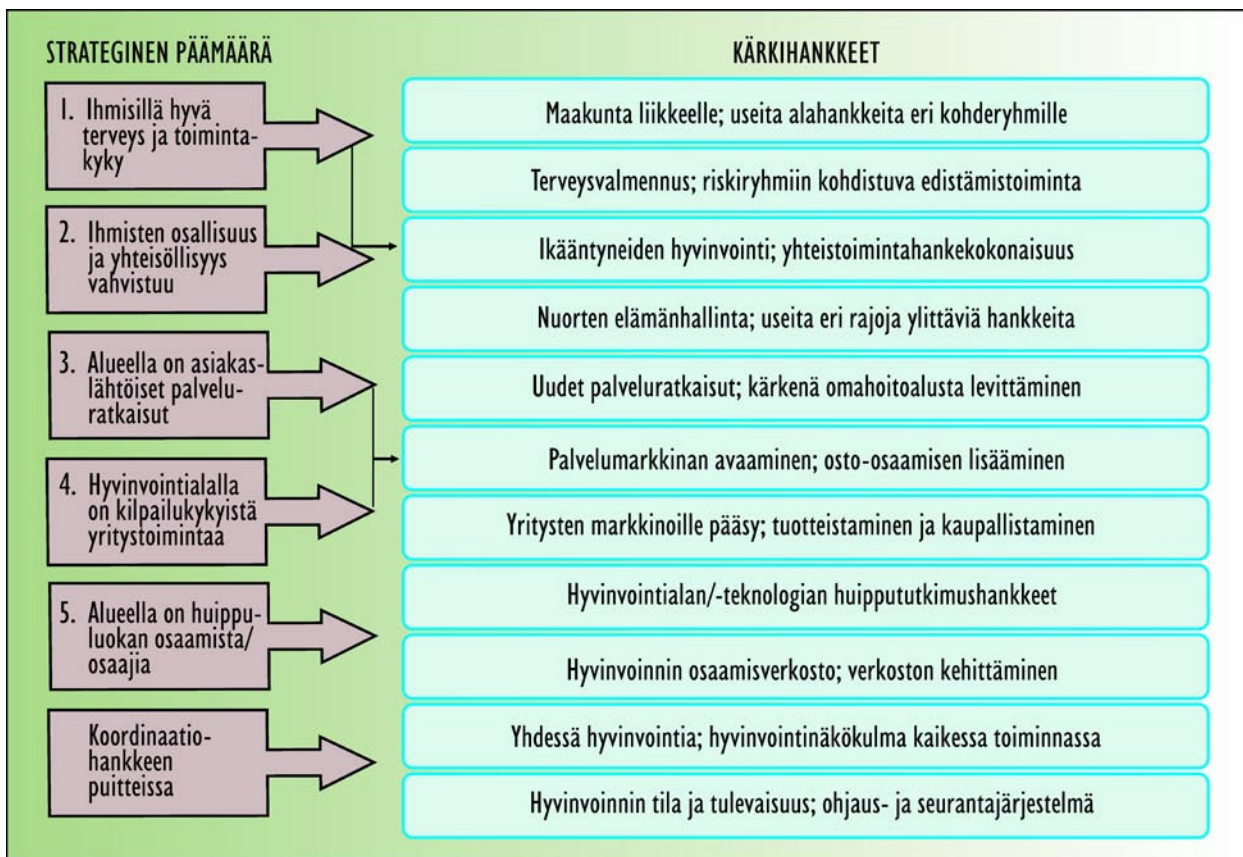 STRATEGINEN PÄÄMÄÄRÄ
1. Ihmisillä hyvä
terveys ja toiminta-
kyky
2. Ihmisten osallisuus
ja yhteisöllisyys
vahvistuu
3. Alueella on asiakas-
lähtöiset palvelu-
ratkaisut
4. Hyvinvointialalla
on kilpailukykyistä
yritystoimintaa
5. Alueella on huippu-
luokan osaamista/
osaajia
Koordinaatio-
hankkeen
puitteissa
KÄRKIHANKKEET
Maakunta liikkeelle; useita alahankkeita eri kohderyhmille
Terveysvalmennus; riskiryhmiin kohdistuva edistämistoiminta
Ikääntyneiden hyvinvointi; yhteistoimintahankekokonaisuus
Nuorten elämänhallinta; useita eri rajoja ylittäviä hankkeita
Uudet palveluratkaisut; kärkenä omahoitoalusta levittäminen
Palvelumarkkinan avaaminen; osto-osaamisen lisääminen
Yritysten markkinoille pääsy; tuotteistaminen ja kaupallistaminen
Hyvinvointialan/-teknologian huippututkimushankkeet
Hyvinvoinnin osaamisverkosto; verkoston kehittäminen
Yhdessä hyvinvointia; hyvinvointinäkökulma kaikessa toiminnassa
Hyvinvoinnin tila ja tulevaisuus; ohjaus- ja seurantajärjestelmä